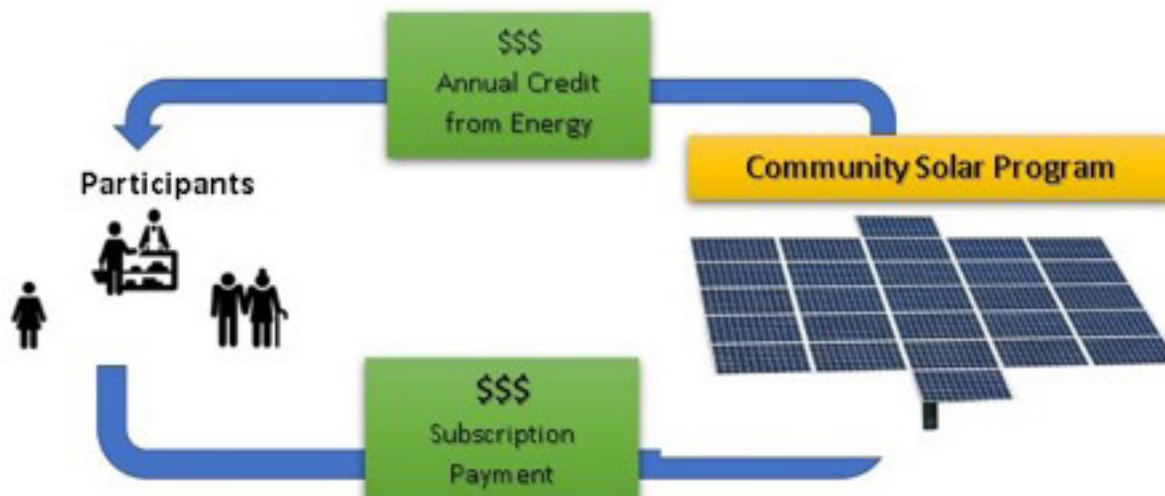 $$$
Annual Credit
from Energy
Community Solar Program
Participants
$$$
Subscription
Payment